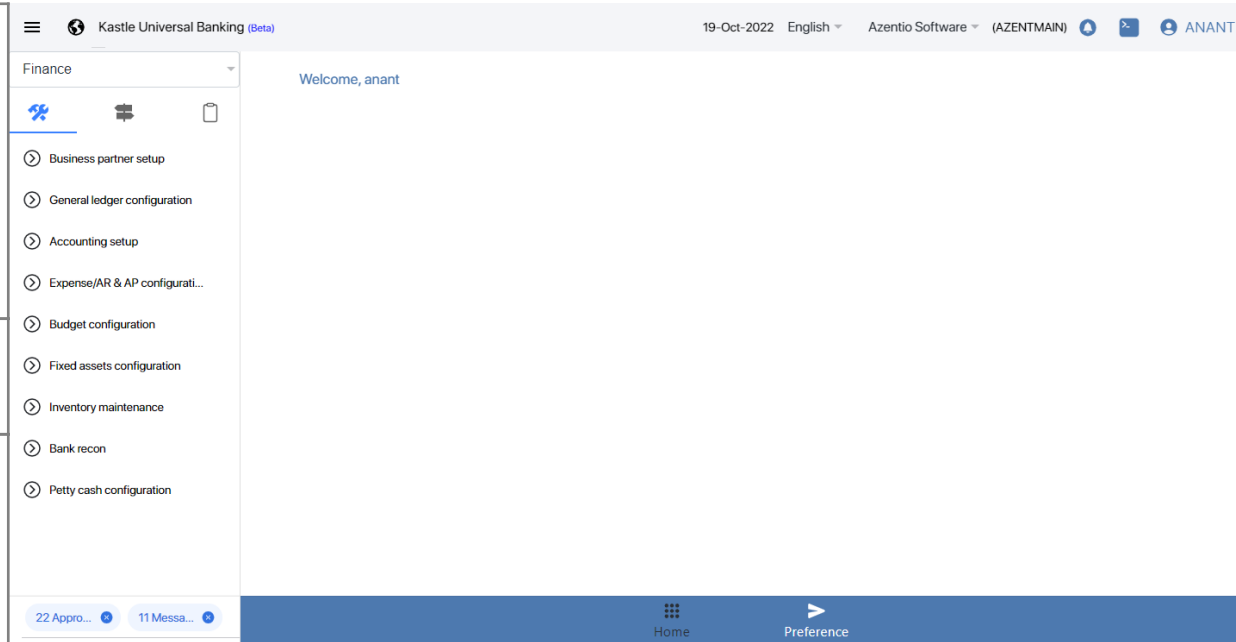 Kastle Universal Banking (Beta)
19-Oct-2022 English Azentio Software (AZENTMAIN) ANANT
Finance
Welcome, anant
Business partner setup
General ledger configuration
Accounting setup
Expense/AR & AP configurati...
Budget configuration
Fixed assets configuration
Inventory maintenance
Bank recon
Petty cash configuration
22 Appro... 11 Messa...
Home Preference